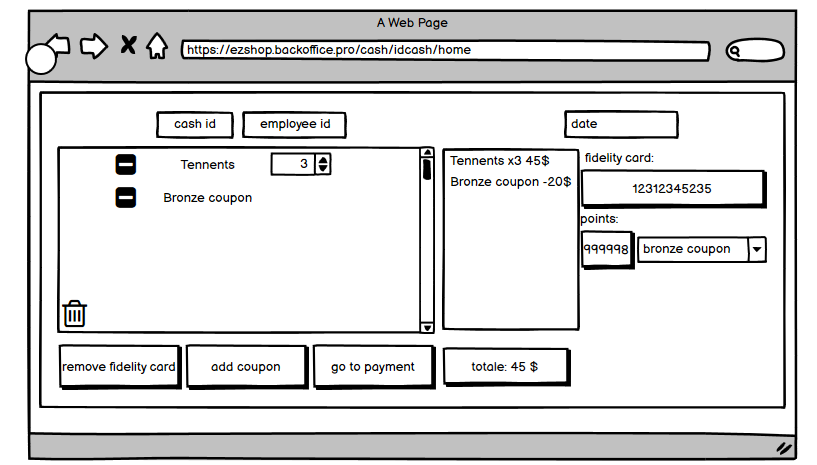 A Web Page
https://ezshop.backoffice.pro/cash/idcash/home
cash id
employee id
date
Tennents
3
Bronze coupon
Tennents x3 45$
Bronze coupon -20$
fidelity card:
12312345235
points:
999998
bronze coupon
remove fidelity card
add coupon
go to payment
totale: 45 $